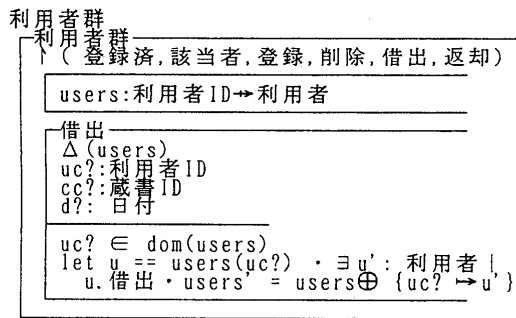 利用者群
利用者群
↾(登録済,該当者,登録,削除,借出,返却)
users:利用者ID⇸利用者
借出
Δ(users)
uc?:利用者ID
cc?:蔵書ID
d?: 日付
uc? ∈ dom(users)
let u == users(uc?) ・∃u': 利用者 |
u.借出・users' = users⊕ {uc? ↦u'}